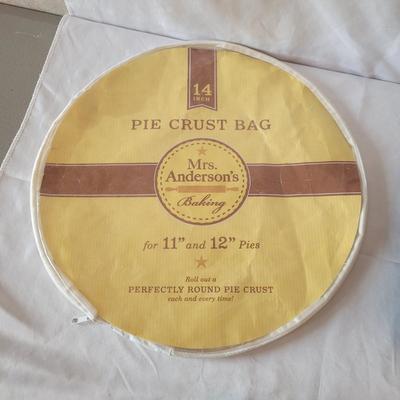 14
INCH
PIE CRUST BAG
Mrs.
Anderson's
Baking
for 11" and 12" Pies
Roll out a
PERFECTLY ROUND PIE CRUST
each and every time!